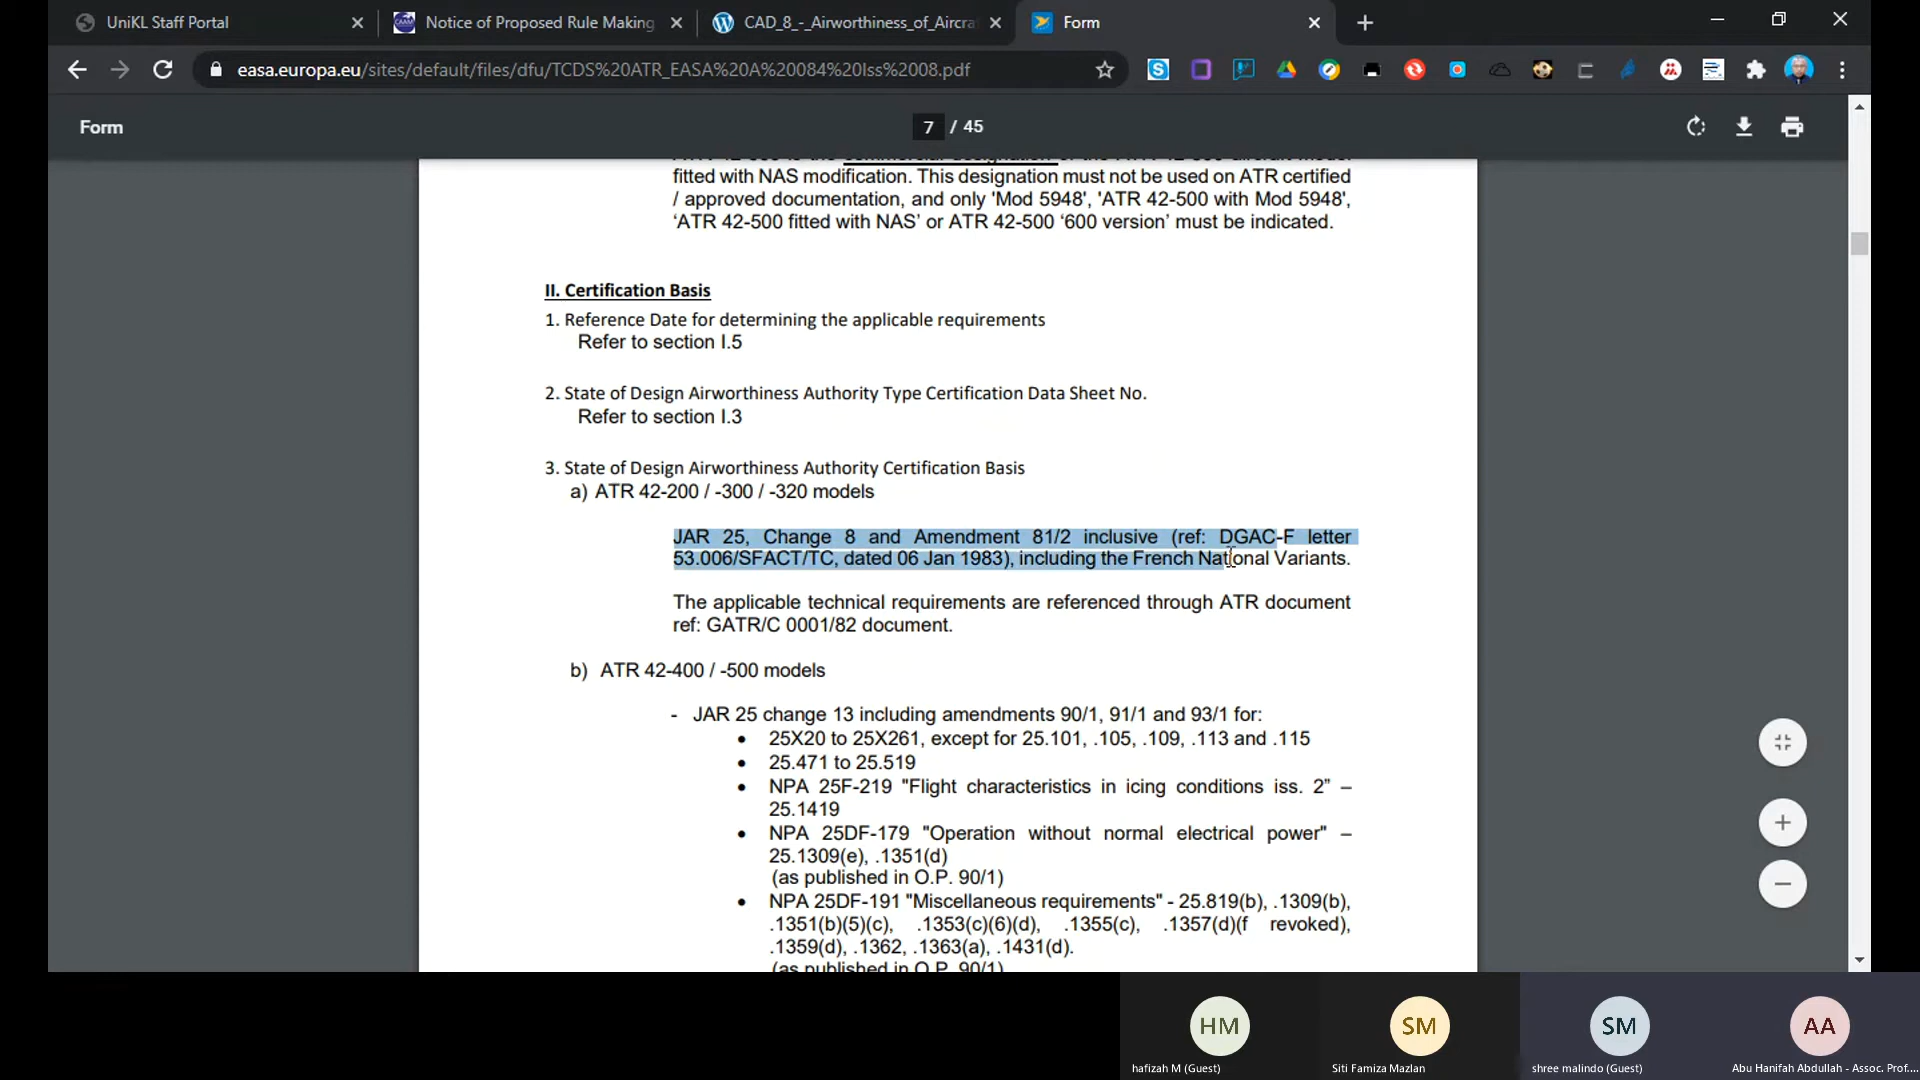 UniKL Staff Portal
Notice of Proposed Rule Making
CAD_8_-_Airworthiness_of_Aircra
Form
easa.europa.eu/sites/default/files/dfu/TCDS%20ATR_EASA%20A%20084%20Iss%2008.pdf
Form
7 / 45
fitted with NAS modification. This designation must not be used on ATR certified
/ approved documentation, and only 'Mod 5948', 'ATR 42-500 with Mod 5948',
‘ATR 42-500 fitted with NAS’ or ATR 42-500 ‘600 version’ must be indicated.
II. Certification Basis
1. Reference Date for determining the applicable requirements
Refer to section I.5
2. State of Design Airworthiness Authority Type Certification Data Sheet No.
Refer to section I.3
3. State of Design Airworthiness Authority Certification Basis
a) ATR 42-200 / -300 / -320 models
JAR 25, Change 8 and Amendment 81/2 inclusive (ref: DGAC-F letter
53.006/SFACT/TC, dated 06 Jan 1983), including the French National Variants.
The applicable technical requirements are referenced through ATR document
ref: GATR/C 0001/82 document.
b) ATR 42-400 / -500 models
- JAR 25 change 13 including amendments 90/1, 91/1 and 93/1 for:
• 25X20 to 25X261, except for 25.101, .105, .109, .113 and .115
• 25.471 to 25.519
• NPA 25F-219 "Flight characteristics in icing conditions iss. 2” –
25.1419
• NPA 25DF-179 "Operation without normal electrical power" –
25.1309(e), .1351(d)
(as published in O.P. 90/1)
• NPA 25DF-191 "Miscellaneous requirements" - 25.819(b), .1309(b),
.1351(b)(5)(c), .1353(c)(6)(d), .1355(c), .1357(d)(f revoked),
.1359(d), .1362, .1363(a), .1431(d).
(as published in O.P. 90/1)
HM
SM
SM
AA
hafizah M (Guest)
Siti Famiza Mazlan
shree malindo (Guest)
Abu Hanifah Abdullah - Assoc. Prof....